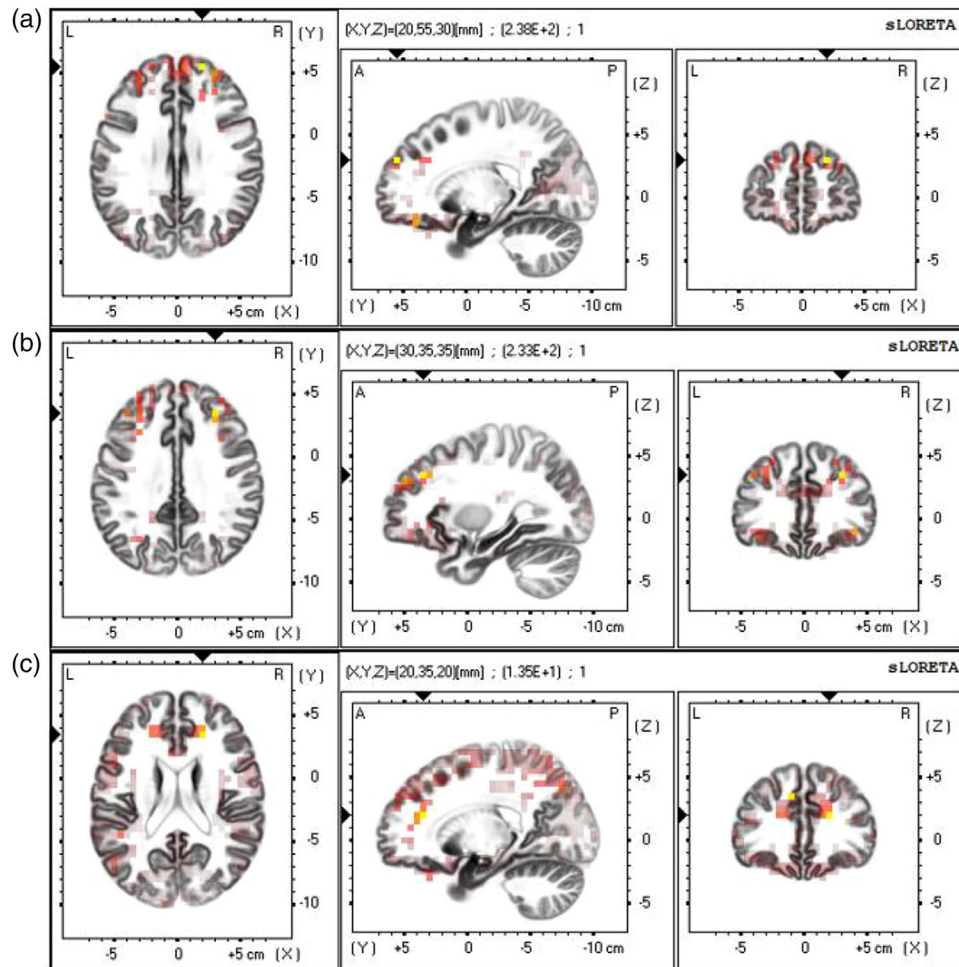 (a)
(X,Y,Z)=(20,55,30)[mm] ; (2.38E+2) ; 1 sLORETA
L R (Y) A P (Z) L R (Z)
+5 +5 +5
0
-5 0 0
-10 -5 -5
-5 0 +5 cm (X) (Y) +5 0 -5 -10 cm -5 0 +5 cm (X)
(b)
(X,Y,Z)=(30,35,35)[mm] ; (2.33E+2) ; 1 sLORETA
L R (Y) A P (Z) L R (Z)
+5 +5 +5
0
-5 0 0
-10 -5 -5
-5 0 +5 cm (X) (Y) +5 0 -5 -10 cm -5 0 +5 cm (X)
(c)
(X,Y,Z)=(20,35,20)[mm] ; (1.35E+1) ; 1 sLORETA
L R (Y) A P (Z) L R (Z)
+5 +5 +5
0
-5 0 0
-10 -5 -5
-5 0 +5 cm (X) (Y) +5 0 -5 -10 cm -5 0 +5 cm (X)